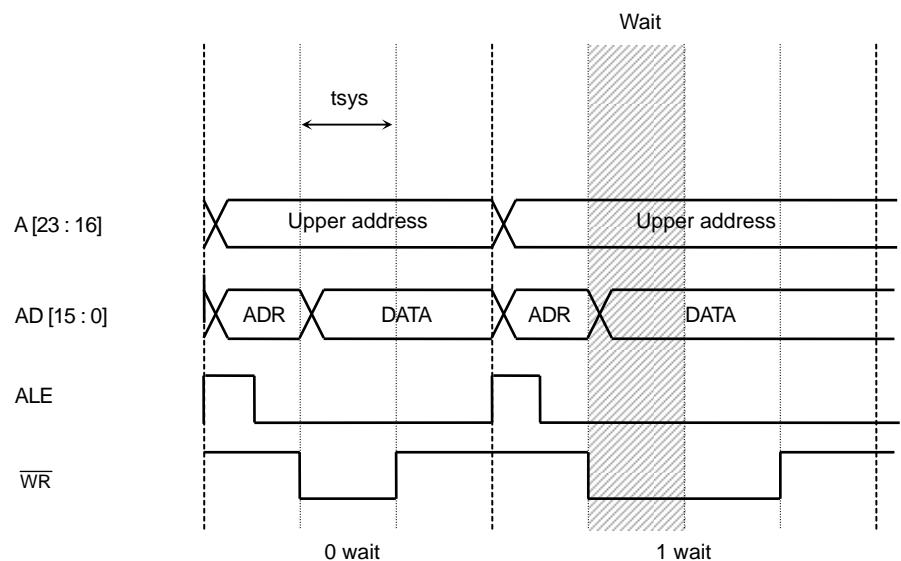 Wait
tsys
A [23 : 16]
Upper address
Upper address
AD [15 : 0]
ADR
DATA
ADR
DATA
ALE
W̅R̅
0 wait
1 wait